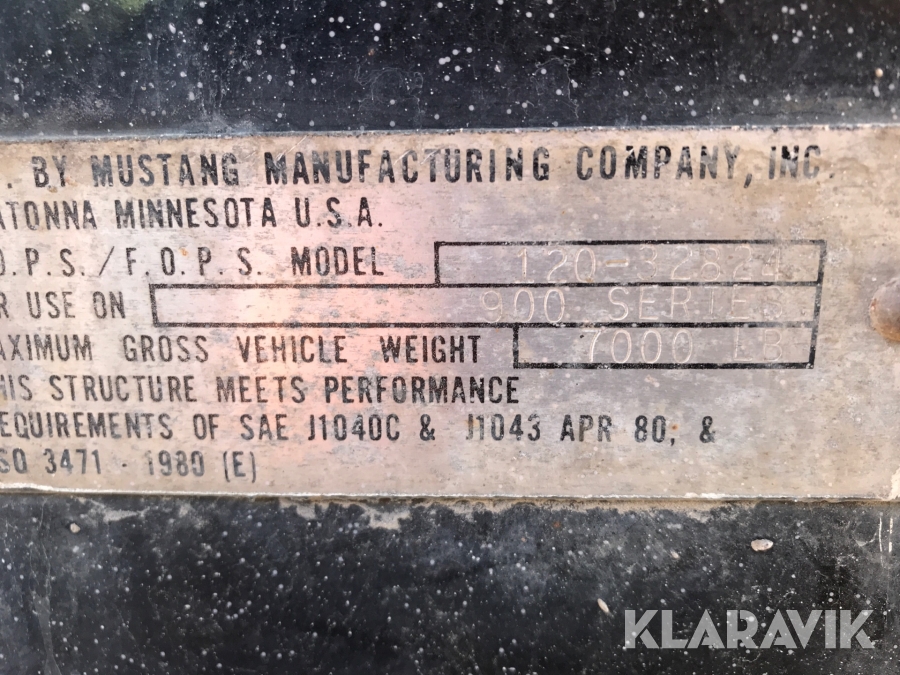 . BY MUSTANG MANUFACTURING COMPANY, INC.
ATONNA MINNESOTA U.S.A.
O.P.S./F.O.P.S. MODEL 120-32824
R USE ON 900 SERIES
AXIMUM GROSS VEHICLE WEIGHT 7000 LB
HIS STRUCTURE MEETS PERFORMANCE
EQUIREMENTS OF SAE J1040C & J1043 APR 80, &
SO 3471 - 1980 (E)
KLARAVIK